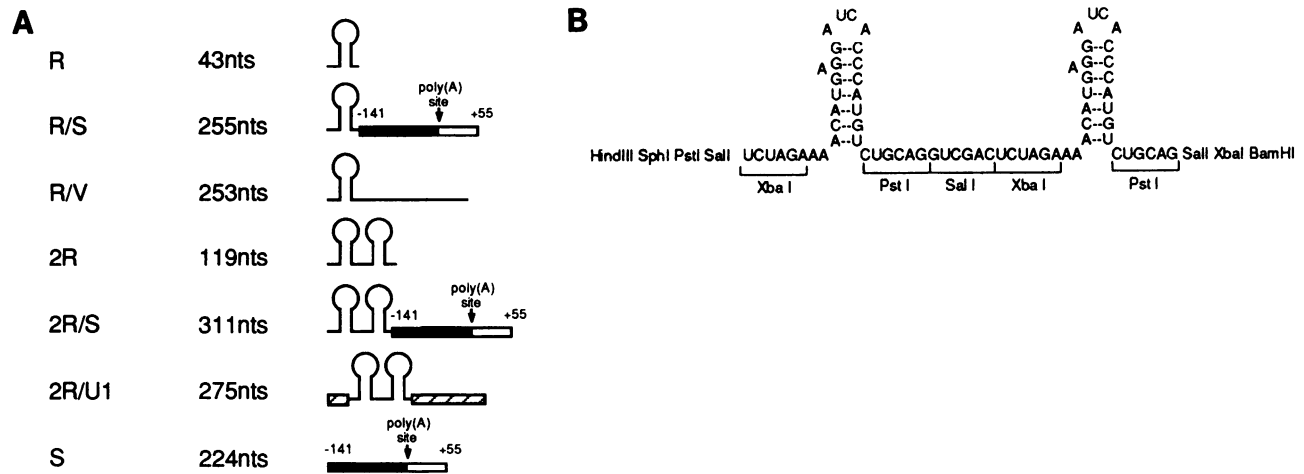 A
R 43nts
R/S 255nts
poly(A)
site
-141 +55
R/V 253nts
2R 119nts
2R/S 311nts
poly(A)
site
-141 +55
2R/U1 275nts
S 224nts
poly(A)
site
-141 +55
B
UC UC
A A A A
G--C G--C
G--C G--C
A A
G--C G--C
U--A U--A
A--U A--U
C--G C--G
A--U A--U
HindIII SphI PstI SalI UCUAGAAA CUGCAGGUCGACUCUAGAAA CUGCAG SalI XbaI BamHI
Xba I Pst I Sal I Xba I Pst I